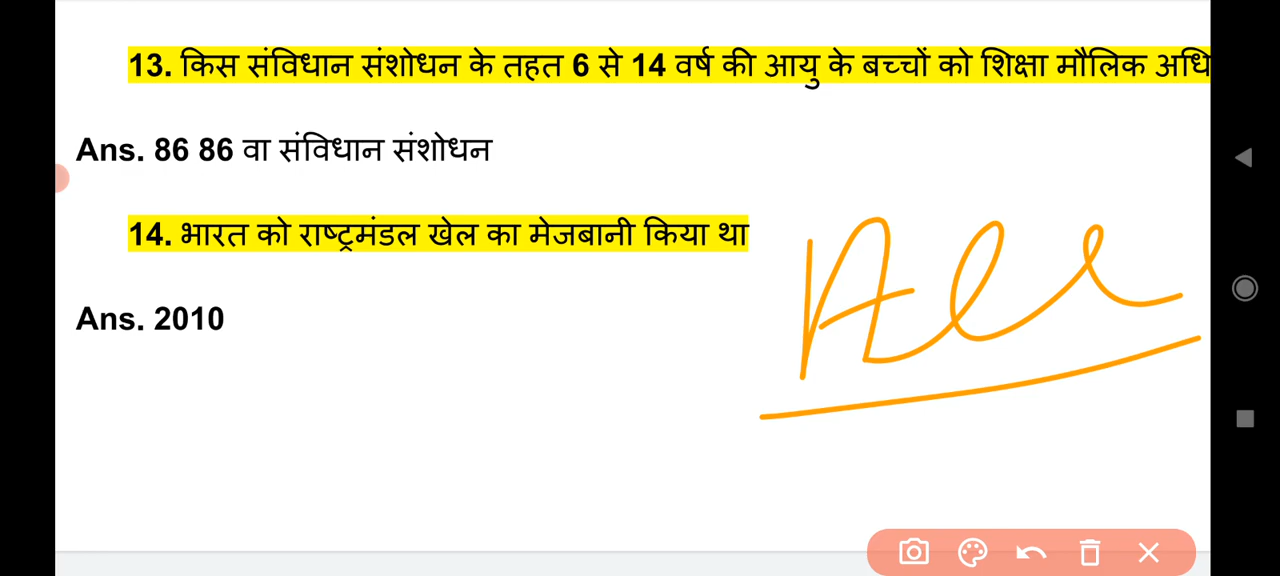 13. किस संविधान संशोधन के तहत 6 से 14 वर्ष की आयु के बच्चों को शिक्षा मौलिक अधि
Ans. 86 86 वा संविधान संशोधन
14. भारत को राष्ट्रमंडल खेल का मेजबानी किया था
Ans. 2010